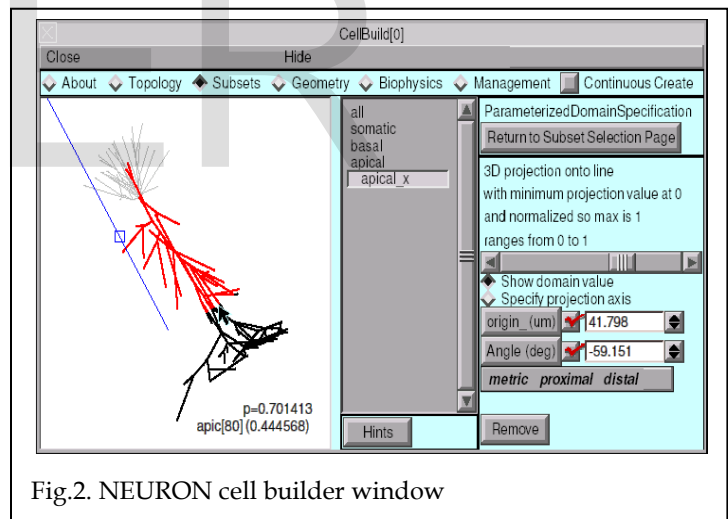 CellBuild[0]
Close Hide
About Topology Subsets Geometry Biophysics Management Continuous Create
all
somatic
basal
apical
apical_x
Hints
p=0.701413
apic[80] (0.444568)
ParameterizedDomainSpecification
Return to Subset Selection Page
3D projection onto line
with minimum projection value at 0
and normalized so max is 1
ranges from 0 to 1
Show domain value
Specify projection axis
origin_ (um) 41.798
Angle (deg) -59.151
metric proximal distal
Remove
Fig.2. NEURON cell builder window